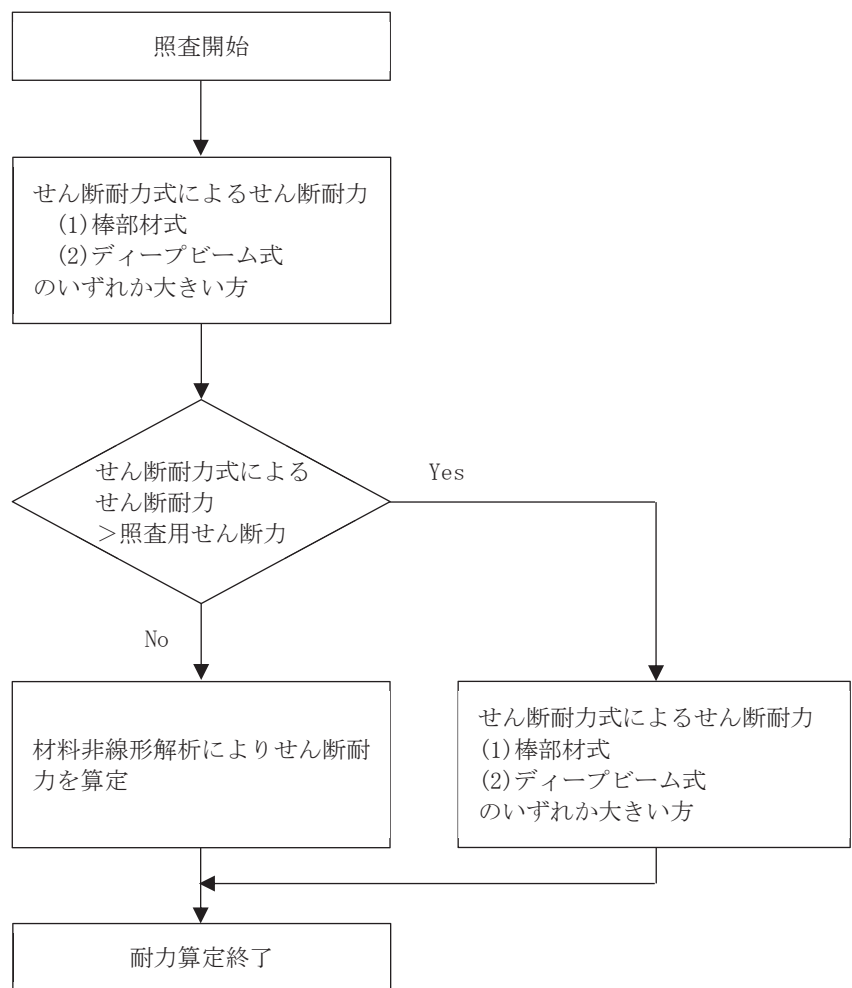 照査開始
せん断耐力式によるせん断耐力
(1)棒部材式
(2)ディープビーム式
のいずれか大きい方
せん断耐力式による
せん断耐力
＞照査用せん断力
Yes
No
材料非線形解析によりせん断耐
力を算定
せん断耐力式によるせん断耐力
(1)棒部材式
(2)ディープビーム式
のいずれか大きい方
耐力算定終了